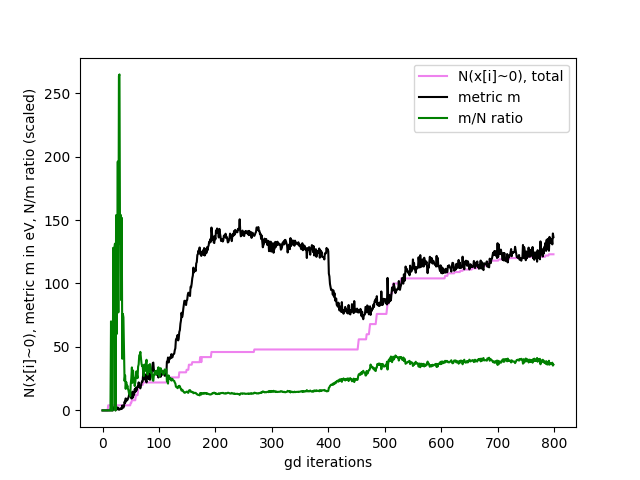 N(x[i]~0), metric m in eV, N/m ratio (scaled)
250
200
150
100
50
0
N(x[i]~0), total
metric m
m/N ratio
0 100 200 300 400 500 600 700 800
gd iterations